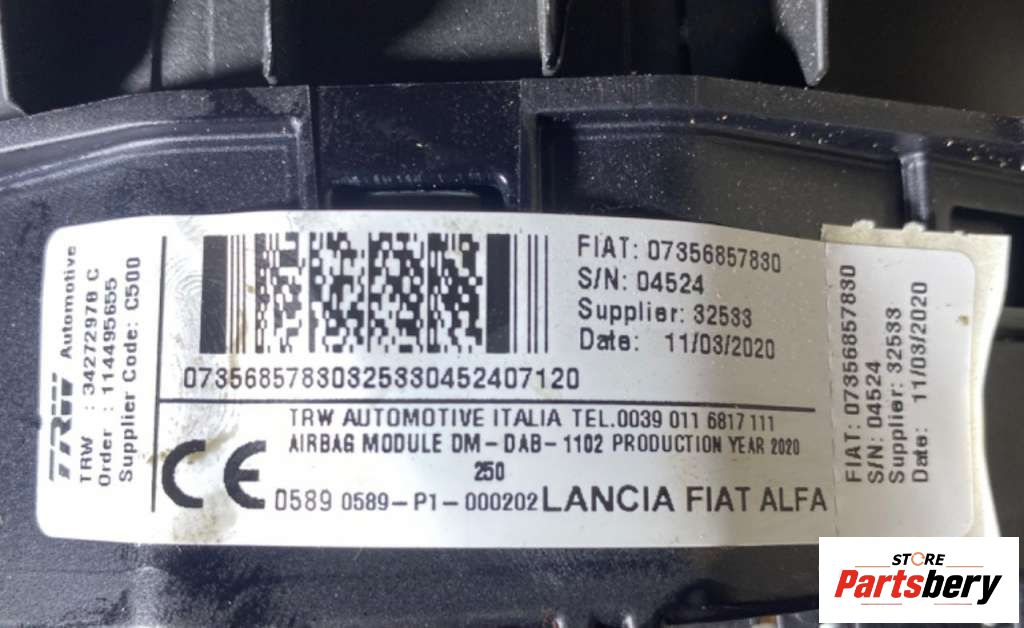 TRW Automotive
TRW : 34272978 C
Order : 114495655
Supplier Code: C500
FIAT: 07356857830
S/N: 04524
Supplier: 32533
Date: 11/03/2020
07356857830325330452407120
TRW AUTOMOTIVE ITALIA TEL.0039 011 6817111
AIRBAG MODULE DM-DAB-1102 PRODUCTION YEAR 2020
250
CE 0589 0589-P1-000202 LANCIA FIAT ALFA
FIAT: 07356857830
S/N: 04524
Supplier: 32533
Date: 11/03/2020
STORE
Partsbery